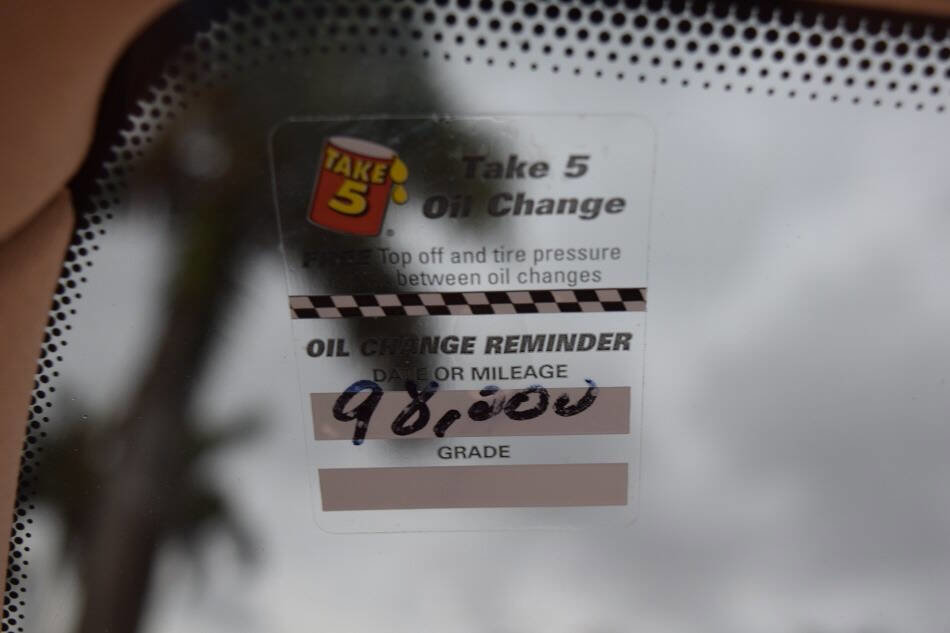 TAKE
5
Take 5
Oil Change
FREE Top off and tire pressure
between oil changes
OIL CHANGE REMINDER
DATE OR MILEAGE
98,000
GRADE